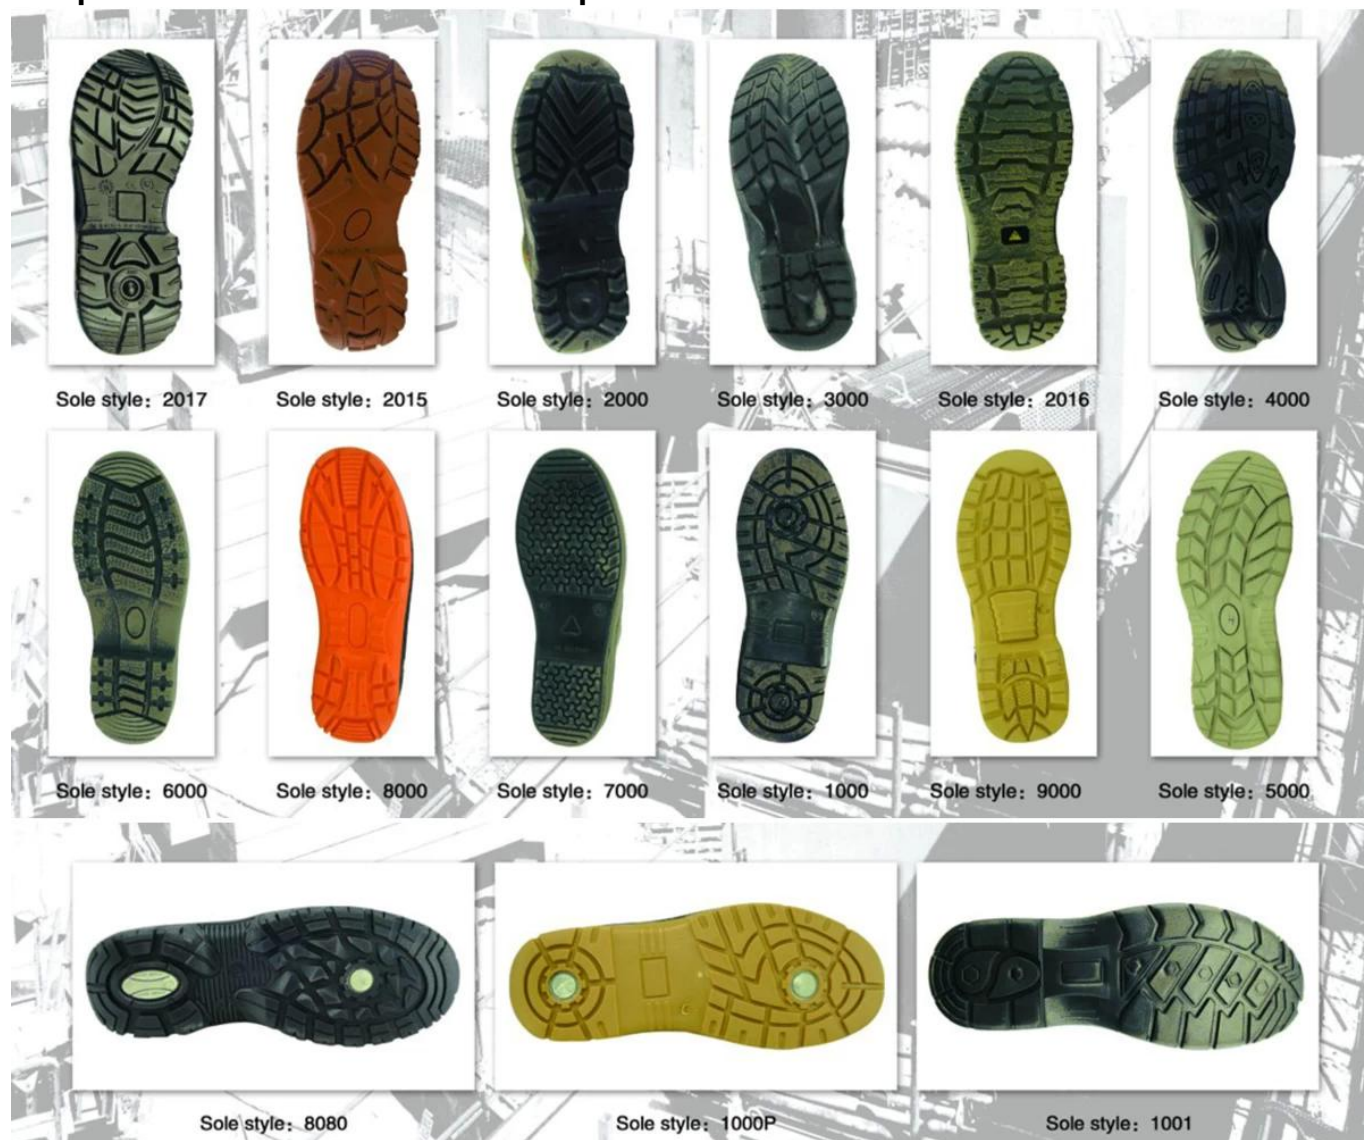 Sole style：2017
Sole style：2015
Sole style：2000
Sole style：3000
Sole style：2016
Sole style：4000
Sole style：6000
Sole style：8000
Sole style：7000
Sole style：1000
Sole style：9000
Sole style：5000
Sole style：8080
Sole style：1000P
Sole style：1001